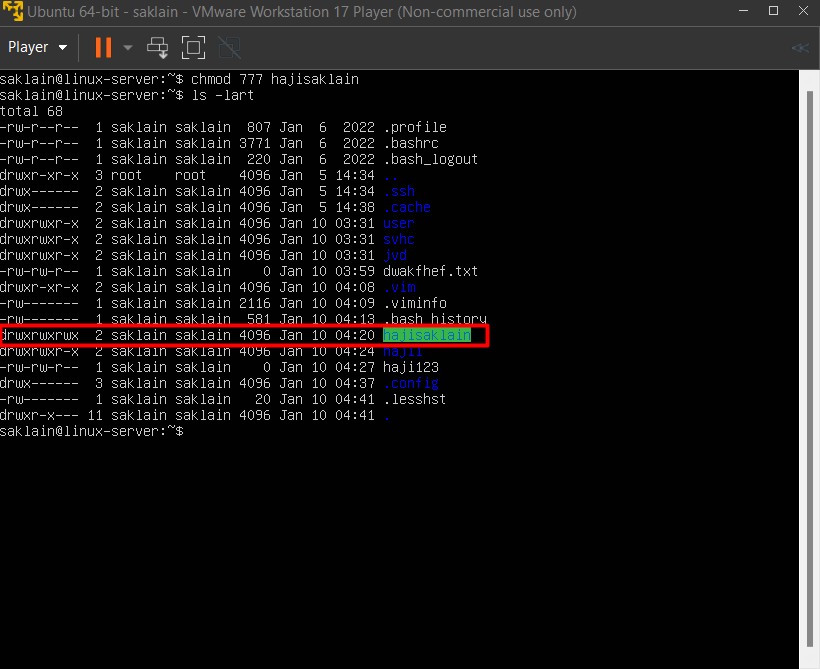 Ubuntu 64-bit - saklain - VMware Workstation 17 Player (Non-commercial use only)
Player
saklain@linux-server:~$ chmod 777 hajisaklain
saklain@linux-server:~$ ls -lart
total 68
-rw-r--r-- 1 saklain saklain 807 Jan 6 2022 .profile
-rw-r--r-- 1 saklain saklain 3771 Jan 6 2022 .bashrc
-rw-r--r-- 1 saklain saklain 220 Jan 6 2022 .bash_logout
drwxr-xr-x 3 root root 4096 Jan 5 14:34 ..
drwx------ 2 saklain saklain 4096 Jan 5 14:34 .ssh
drwx------ 2 saklain saklain 4096 Jan 5 14:38 .cache
drwxrwxr-x 2 saklain saklain 4096 Jan 10 03:31 user
drwxrwxr-x 2 saklain saklain 4096 Jan 10 03:31 svhc
drwxrwxr-x 2 saklain saklain 4096 Jan 10 03:31 jvd
-rw-rw-r-- 1 saklain saklain 0 Jan 10 03:59 dwakfhef.txt
drwxr-xr-x 2 saklain saklain 4096 Jan 10 04:08 .vim
-rw------- 1 saklain saklain 2116 Jan 10 04:09 .viminfo
-rw------- 1 saklain saklain 581 Jan 10 04:13 .bash_history
drwxrwxrwx 2 saklain saklain 4096 Jan 10 04:20 hajisaklain
drwxrwxr-x 2 saklain saklain 4096 Jan 10 04:24 hajii
-rw-rw-r-- 1 saklain saklain 0 Jan 10 04:27 haji123
drwx------ 3 saklain saklain 4096 Jan 10 04:37 .config
-rw------- 1 saklain saklain 20 Jan 10 04:41 .lesshst
drwxr-x--- 11 saklain saklain 4096 Jan 10 04:41 .
saklain@linux-server:~$